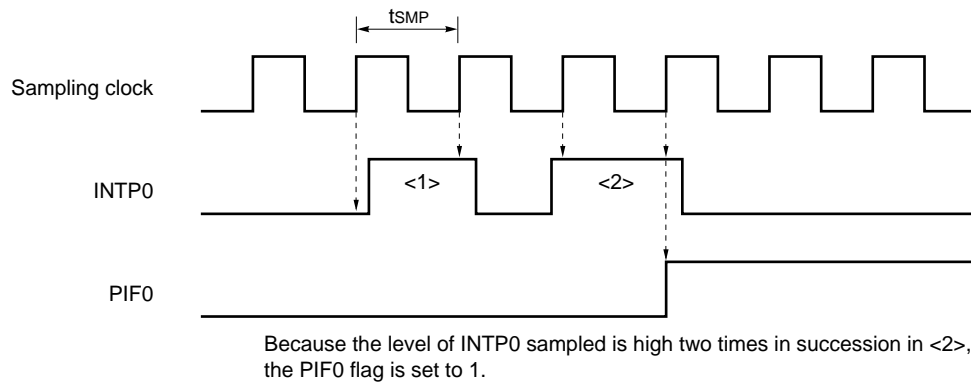 tSMP
Sampling clock
INTP0
<1>
<2>
PIF0
Because the level of INTP0 sampled is high two times in succession in <2>,
the PIF0 flag is set to 1.